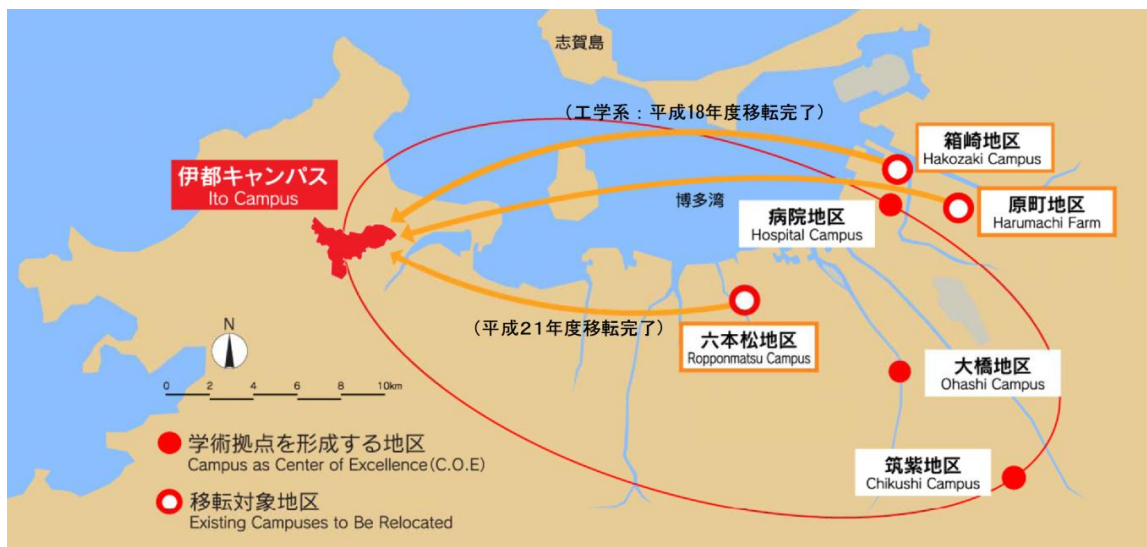 志賀島
（工学系：平成18年度移転完了）
箱崎地区
Hakozaki Campus
伊都キャンパス
Ito Campus
原町地区
Harumachi Farm
博多湾
病院地区
Hospital Campus
（平成２１年度移転完了）
六本松地区
Ropponmatsu Campus
大橋地区
Ohashi Campus
筑紫地区
Chikushi Campus
N
0 2 4 6 8 10km
学術拠点を形成する地区
Campus as Center of Excellence(C.O.E)
移転対象地区
Existing Campuses to Be Relocated